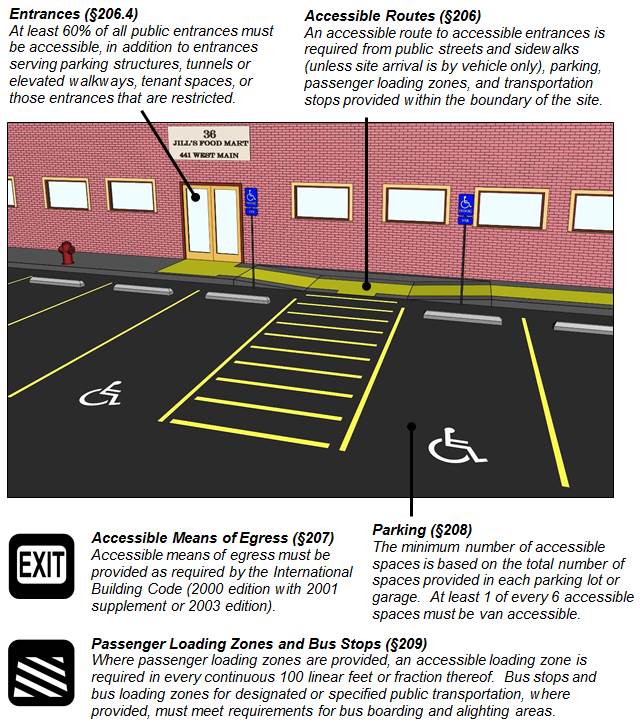 Entrances (§206.4)
At least 60% of all public entrances must
be accessible, in addition to entrances
serving parking structures, tunnels or
elevated walkways, tenant spaces, or
those entrances that are restricted.
Accessible Routes (§206)
An accessible route to accessible entrances is
required from public streets and sidewalks
(unless site arrival is by vehicle only), parking,
passenger loading zones, and transportation
stops provided within the boundary of the site.
36
JILL'S FOOD MART
441 WEST MAIN
EXIT
Accessible Means of Egress (§207)
Accessible means of egress must be
provided as required by the International
Building Code (2000 edition with 2001
supplement or 2003 edition).
Parking (§208)
The minimum number of accessible
spaces is based on the total number of
spaces provided in each parking lot or
garage.  At least 1 of every 6 accessible
spaces must be van accessible.
Passenger Loading Zones and Bus Stops (§209)
Where passenger loading zones are provided, an accessible loading zone is
required in every continuous 100 linear feet or fraction thereof.  Bus stops and
bus loading zones for designated or specified public transportation, where
provided, must meet requirements for bus boarding and alighting areas.